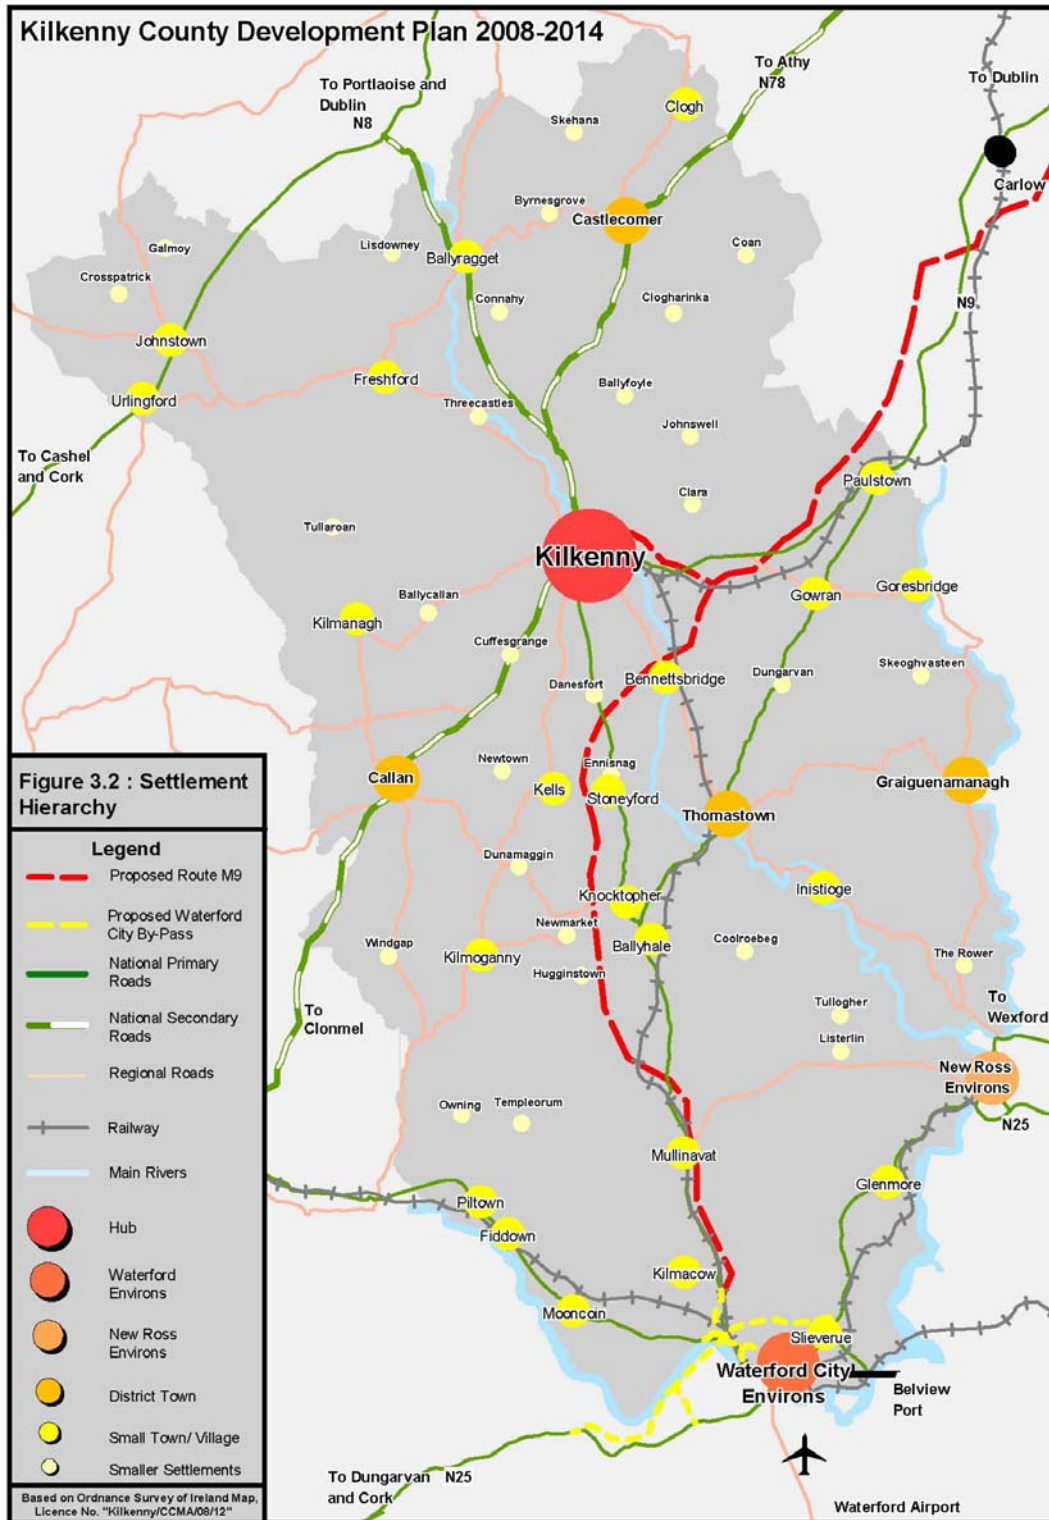 Kilkenny County Development Plan 2008-2014
To Athy
N78
To Dublin
To Portlaoise and
Dublin
N8
Clogh
Skehana
Carlow
Byrnesgrove
Castlecomer
Galmoy
Lisdowney
Ballyragget
Coan
Crosspatrick
Connahy
Clogharinka
N9
Johnstown
Freshford
Ballyfoyle
Urlingford
Threecastles
Johnswell
To Cashel
and Cork
Paulstown
Clara
Tullaroan
Kilkenny
Goresbridge
Gowran
Ballycallan
Kilmanagh
Cuffesgrange
Skeoghvasteen
Dungarvan
Bennettsbridge
Danesfort
Newtown
Ennisnag
Callan
Kells
Stoneyford
Graiguenamanagh
Thomastown
Dunamaggin
Knocktopher
Inistioge
Newmarket
Windgap
Kilmoganny
Ballyhale
Coolroebeg
The Rower
Hugginstown
To
Clonmel
Tullogher
To
Wexford
Listerlin
New Ross
Environs
Owning
Templeorum
N25
Mullinavat
Glenmore
Piltown
Fiddown
Kilmacow
Mooncoin
Slieverue
Waterford City
Environs
Belview
Port
To Dungarvan N25
and Cork
Waterford Airport
Figure 3.2 : Settlement
Hierarchy
Legend
Proposed Route M9
Proposed Waterford
City By-Pass
National Primary
Roads
National Secondary
Roads
Regional Roads
Railway
Main Rivers
Hub
Waterford
Environs
New Ross
Environs
District Town
Small Town/ Village
Smaller Settlements
Based on Ordnance Survey of Ireland Map,
Licence No. "Kilkenny/CCMA/08/12"